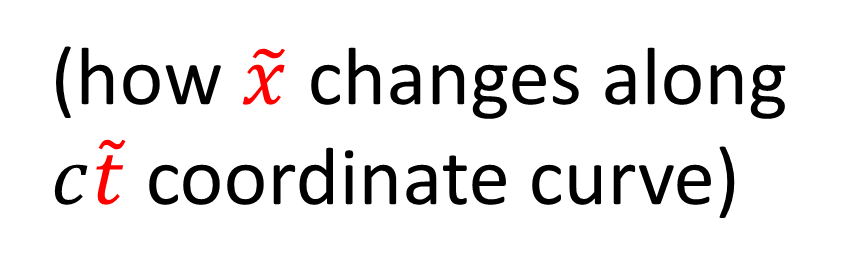 (how x̃ changes along
ct̃ coordinate curve)